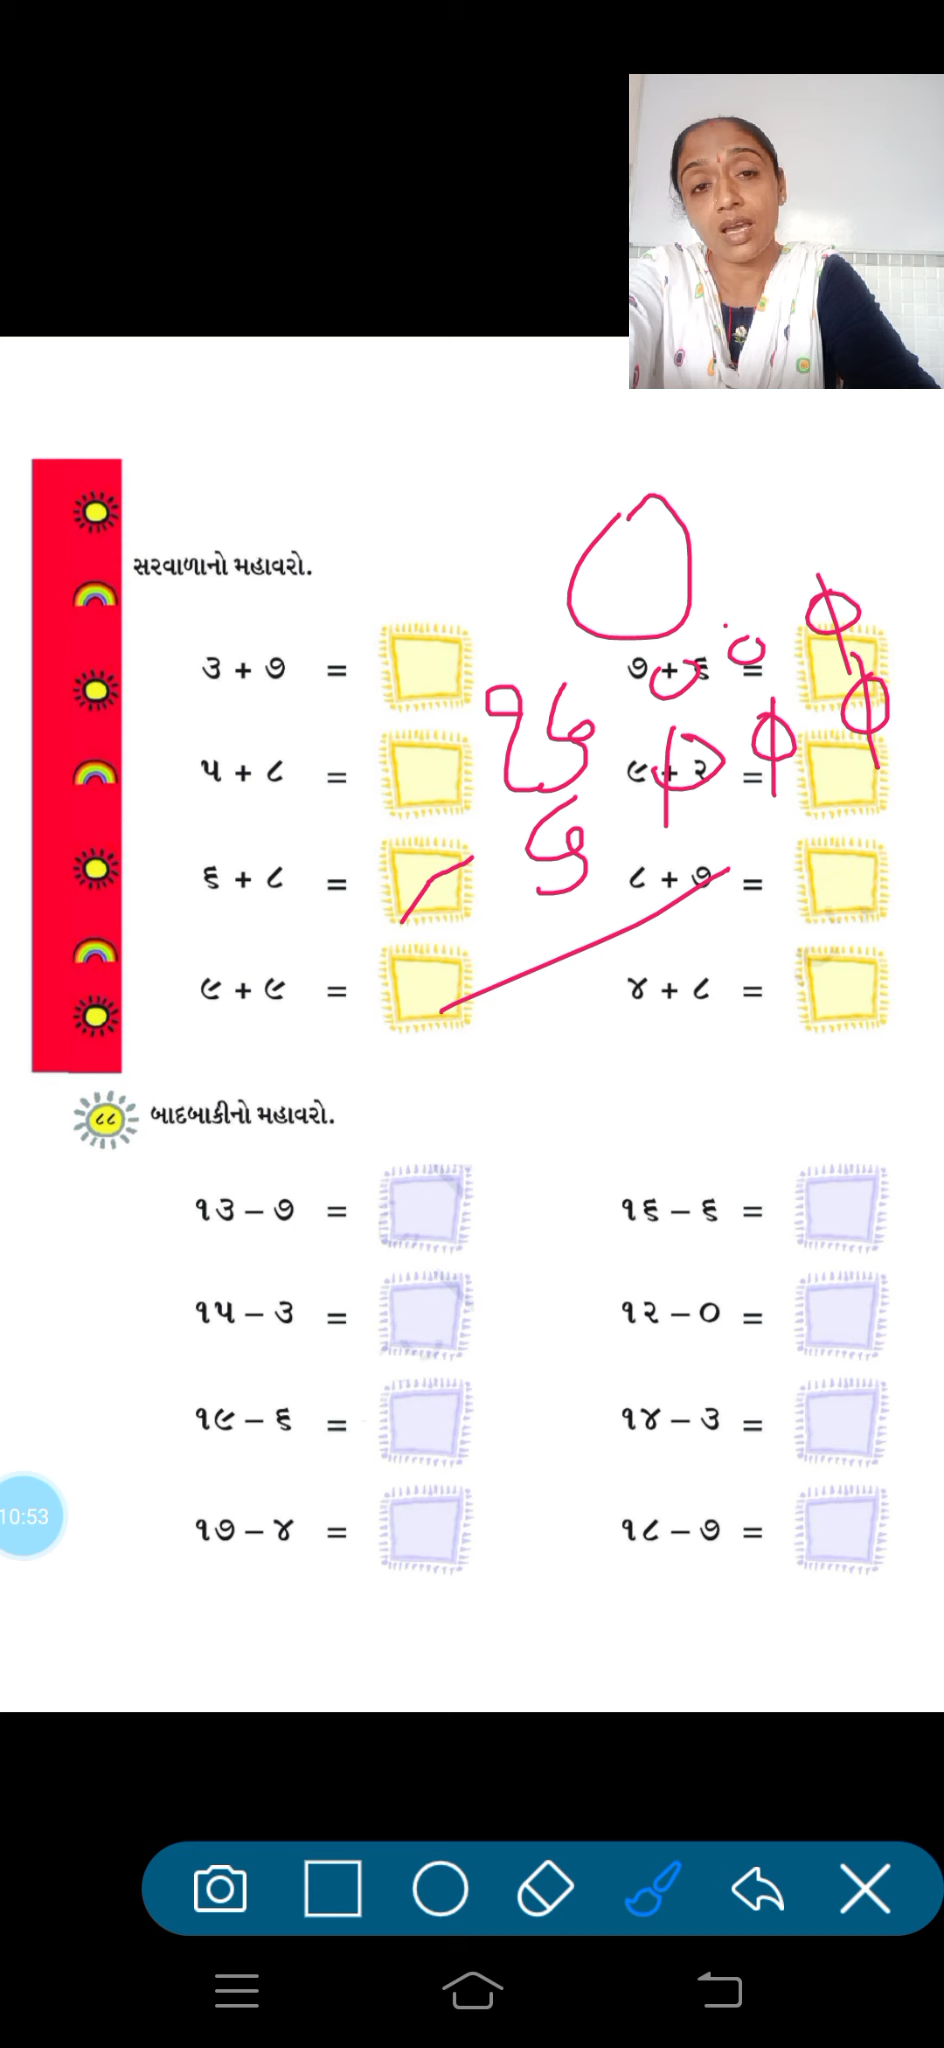 સરવાળાનો મહાવરો.
૩ + ૭ = ૭ + ૬ =
૫ + ૮ = ૯ + ૨ =
૬ + ૮ = ૮ + ૭ =
૯ + ૯ = ૪ + ૮ =
૧૬
૬
૮૮ બાદબાકીનો મહાવરો.
૧૩ – ૭ = ૧૬ – ૬ =
૧૫ – ૩ = ૧૨ – ૦ =
૧૯ – ૬ = ૧૪ – ૩ =
૧૭ – ૪ = ૧૮ – ૭ =
10:53